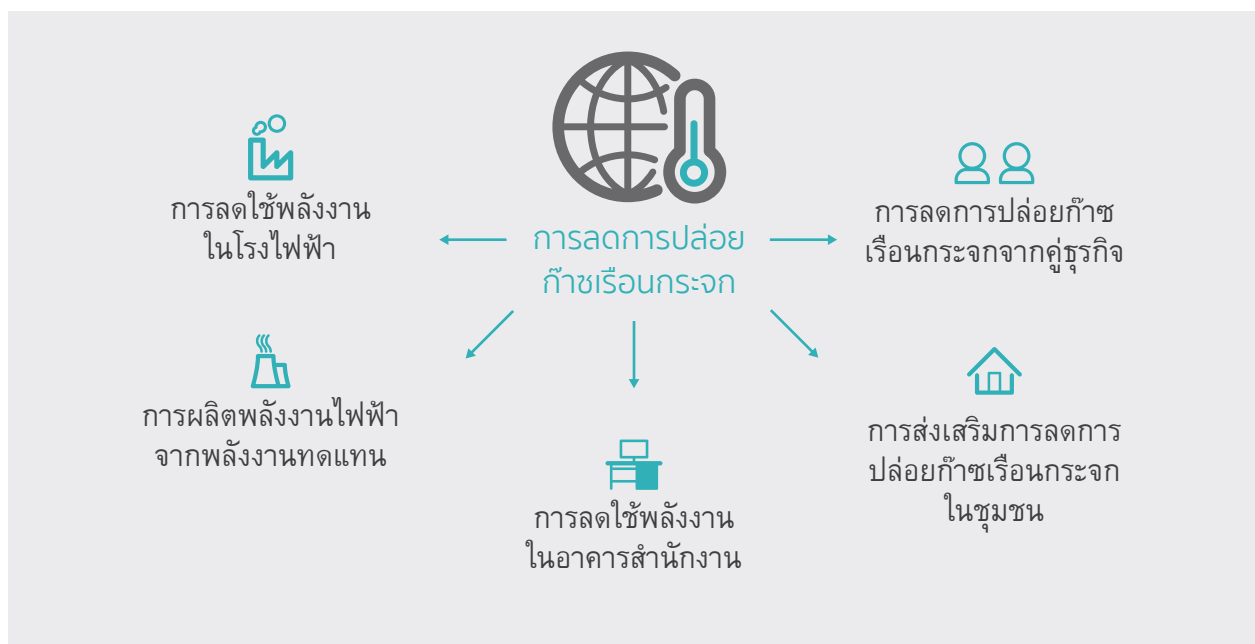 การลดการปล่อย
ก๊าซเรือนกระจก
การลดใช้พลังงาน
ในโรงไฟฟ้า
การลดการปล่อยก๊าซ
เรือนกระจกจากคู่ธุรกิจ
การผลิตพลังงานไฟฟ้า
จากพลังงานทดแทน
การลดใช้พลังงาน
ในอาคารสำนักงาน
การส่งเสริมการลดการ
ปล่อยก๊าซเรือนกระจก
ในชุมชน